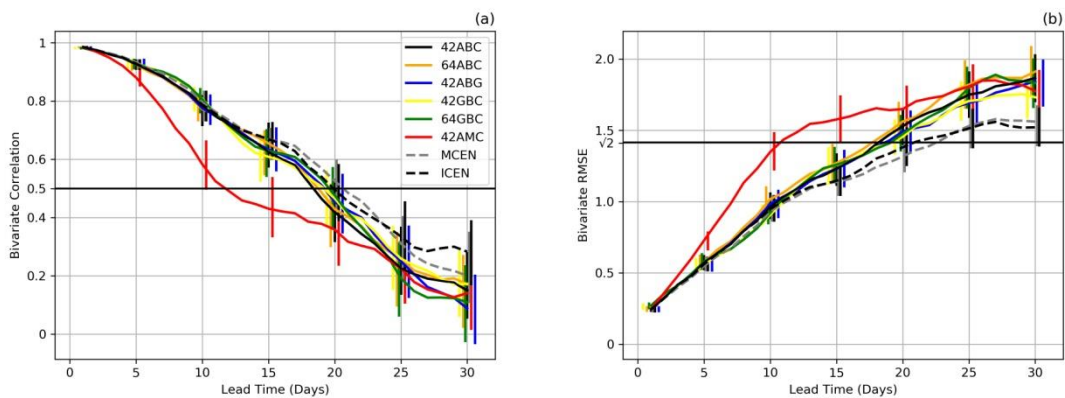 (a)
1
0.8
0.6
0.5
0.4
0.2
0
Bivariate Correlation
0 5 10 15 20 25 30
Lead Time (Days)
42ABC
64ABC
42ABG
42GBC
64GBC
42AMC
MCEN
ICEN
(b)
2.0
1.5
√2
1.0
0.5
0
Bivariate RMSE
0 5 10 15 20 25 30
Lead Time (Days)